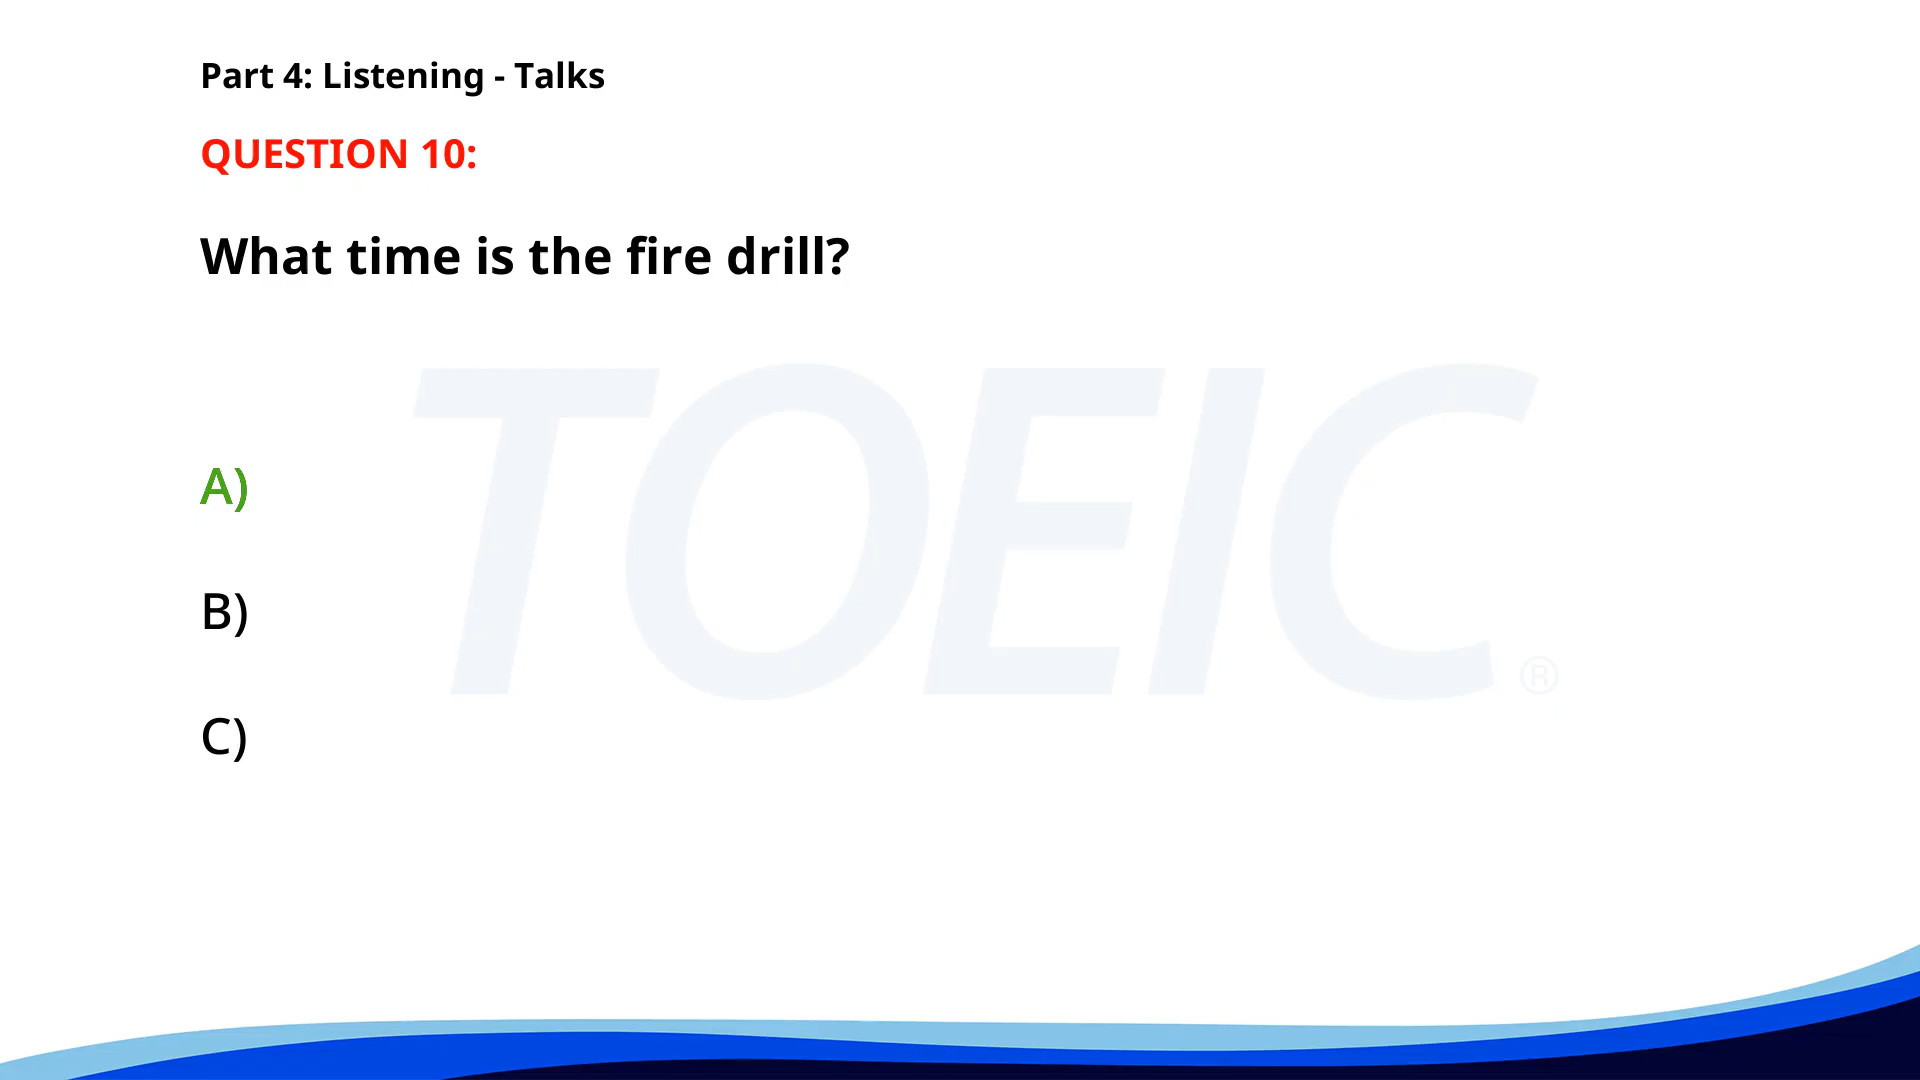 Part 4: Listening - Talks
QUESTION 10:
What time is the fire drill?
TOEIC®
A)
B)
C)